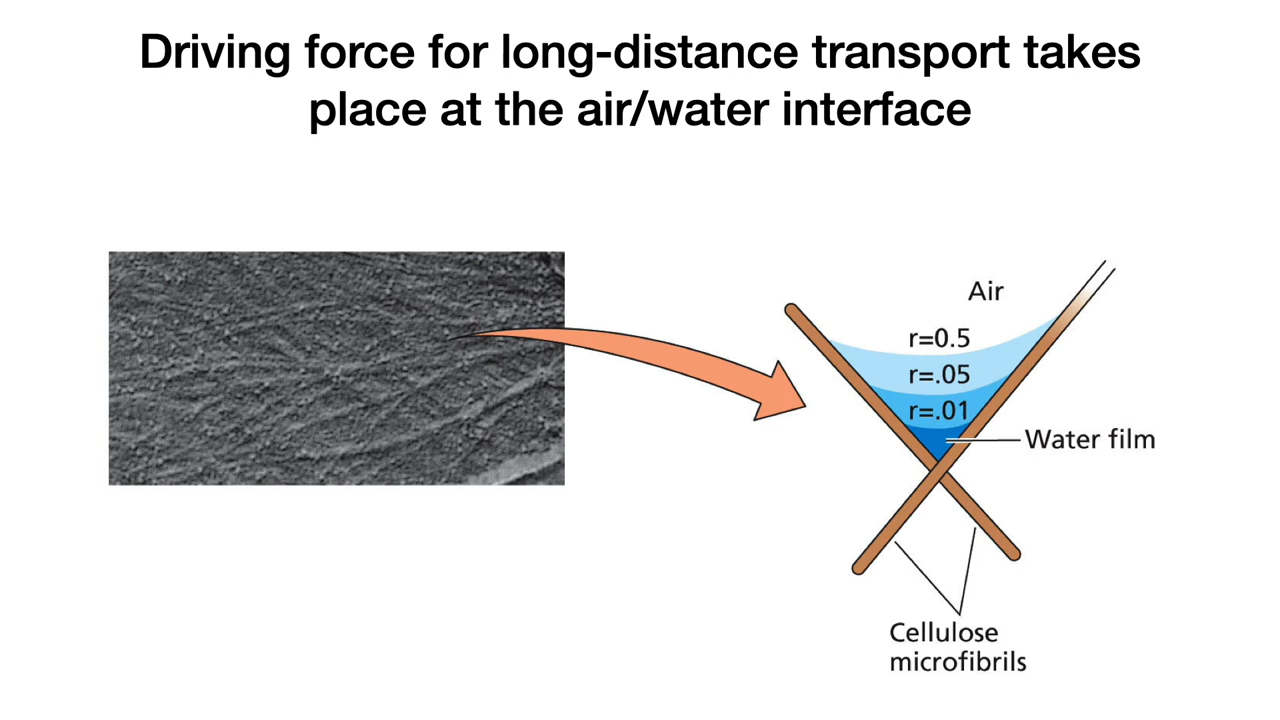 Driving force for long-distance transport takes
place at the air/water interface
Air
r=0.5
r=.05
r=.01
Water film
Cellulose
microfibrils